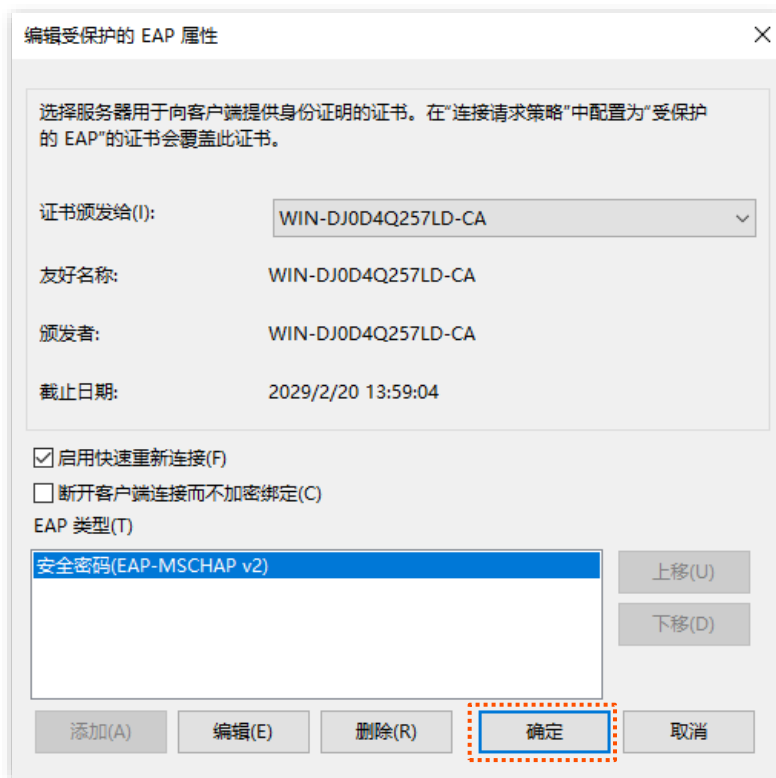 编辑受保护的 EAP 属性
选择服务器用于向客户端提供身份证明的证书。在“连接请求策略”中配置为“受保护
的 EAP”的证书会覆盖此证书。
证书颁发给(I):
WIN-DJ0D4Q257LD-CA
友好名称:
WIN-DJ0D4Q257LD-CA
颁发者:
WIN-DJ0D4Q257LD-CA
截止日期:
2029/2/20 13:59:04
启用快速重新连接(F)
断开客户端连接而不加密绑定(C)
EAP 类型(T)
安全密码(EAP-MSCHAP v2)
上移(U)
下移(D)
添加(A)
编辑(E)
删除(R)
确定
取消